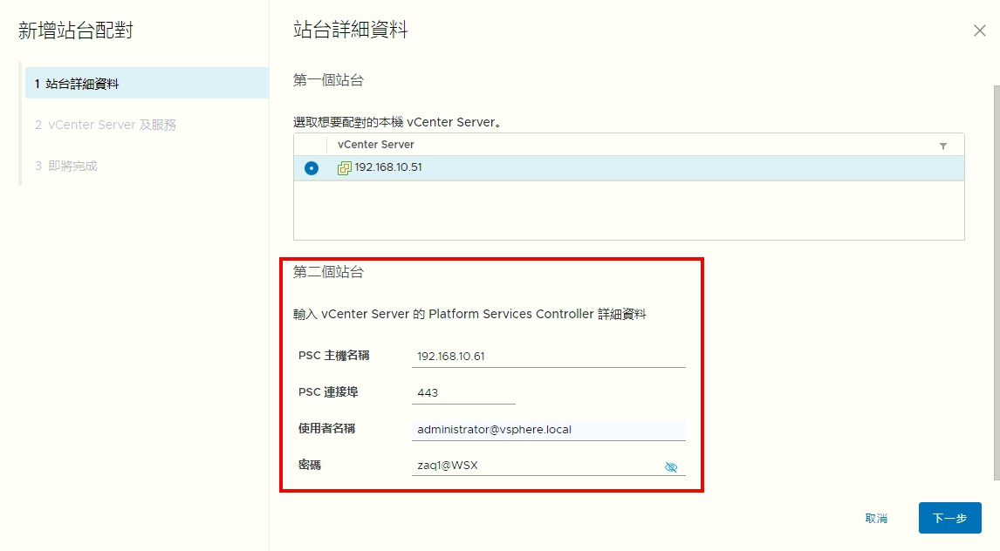 新增站台配對
1 站台詳細資料
2 vCenter Server 及服務
3 即將完成
站台詳細資料
第一個站台
選取想要配對的本機 vCenter Server。
vCenter Server
192.168.10.51
第二個站台
輸入 vCenter Server 的 Platform Services Controller 詳細資料
PSC 主機名稱 192.168.10.61
PSC 連接埠 443
使用者名稱 administrator@vsphere.local
密碼 zaq1@WSX
取消 下一步